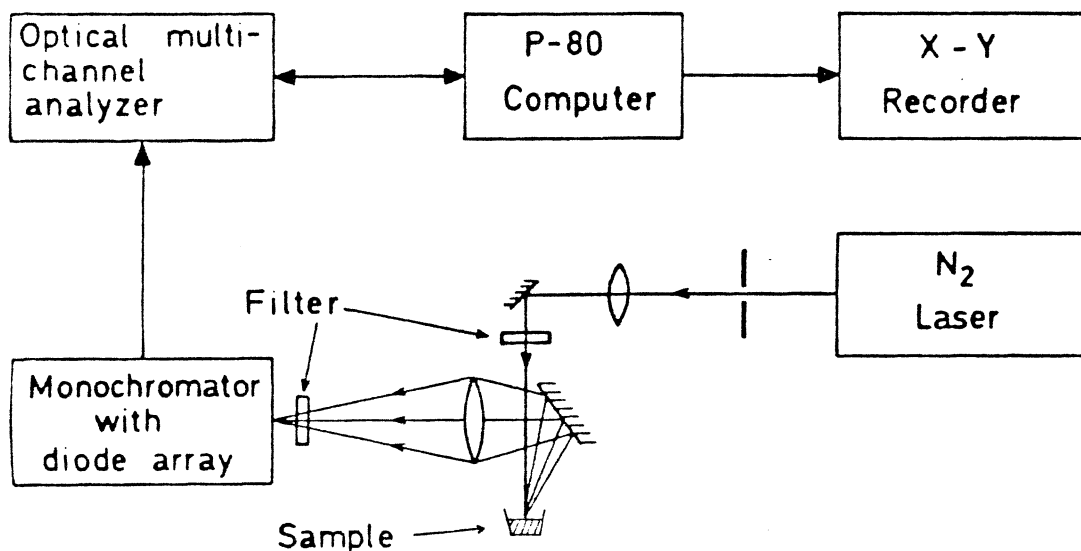 Optical multi-
channel
analyzer
P-80
Computer
X - Y
Recorder
N2
Laser
Filter
Monochromator
with
diode array
Sample